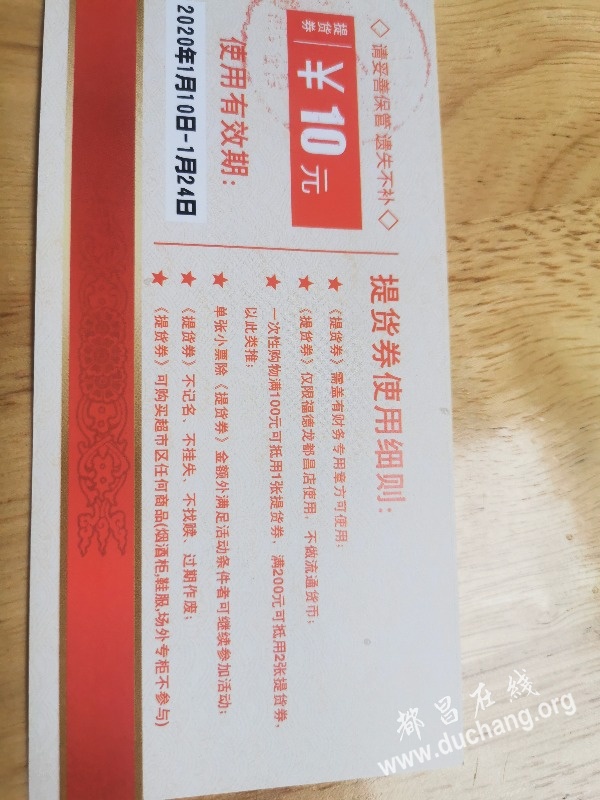 ◇请妥善保管 遗失不补◇
提货券
¥10元
使用有效期：
2020年1月10日-1月24日
提货券使用细则：
★《提货券》需盖有财务专用章方可使用；
★《提货券》仅限福德龙都昌店使用，不做流通货币；
★一次性购物满100元可抵用1张提货券，满200元可抵用2张提货券，
以此类推；
★单张小票除《提货券》金额外满足活动条件者可继续参加活动；
★《提货券》不记名、不挂失、不找赎、过期作废；
★《提货券》可购买超市区任何商品(烟酒柜,鞋服,场外专柜不参与)
都昌在线
www.duchang.org